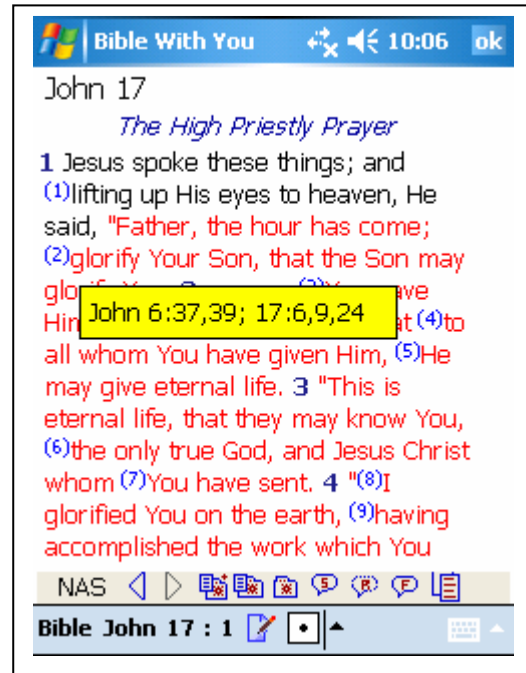 Bible With You 10:06 ok
John 17
The High Priestly Prayer
1 Jesus spoke these things; and
(1)lifting up His eyes to heaven, He
said, "Father, the hour has come;
(2)glorify Your Son, that the Son may
John 6:37,39; 17:6,9,24
(4)to
all whom You have given Him, (5)He
may give eternal life. 3 "This is
eternal life, that they may know You,
(6)the only true God, and Jesus Christ
whom (7)You have sent. 4 "(8)I
glorified You on the earth, (9)having
accomplished the work which You
NAS S R F
Bible John 17 : 1